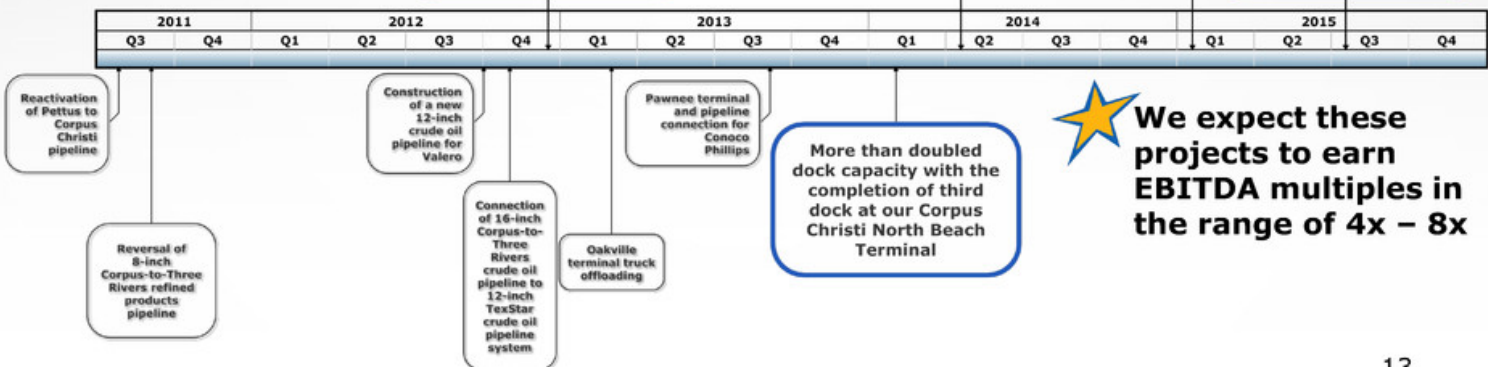 2011 2012 2013 2014 2015
Q3 Q4 Q1 Q2 Q3 Q4 Q1 Q2 Q3 Q4 Q1 Q2 Q3 Q4 Q1 Q2 Q3 Q4
Reactivation
of Pettus to
Corpus
Christi
pipeline
Reversal of
8-inch
Corpus-to-Three
Rivers refined
products
pipeline
Construction
of a new
12-inch
crude oil
pipeline for
Valero
Connection
of 16-inch
Corpus-to-
Three
Rivers
crude oil
pipeline to
12-inch
TexStar
crude oil
pipeline
system
Oakville
terminal truck
offloading
Pawnee terminal
and pipeline
connection for
Conoco
Phillips
More than doubled
dock capacity with the
completion of third
dock at our Corpus
Christi North Beach
Terminal
We expect these
projects to earn
EBITDA multiples in
the range of 4x – 8x